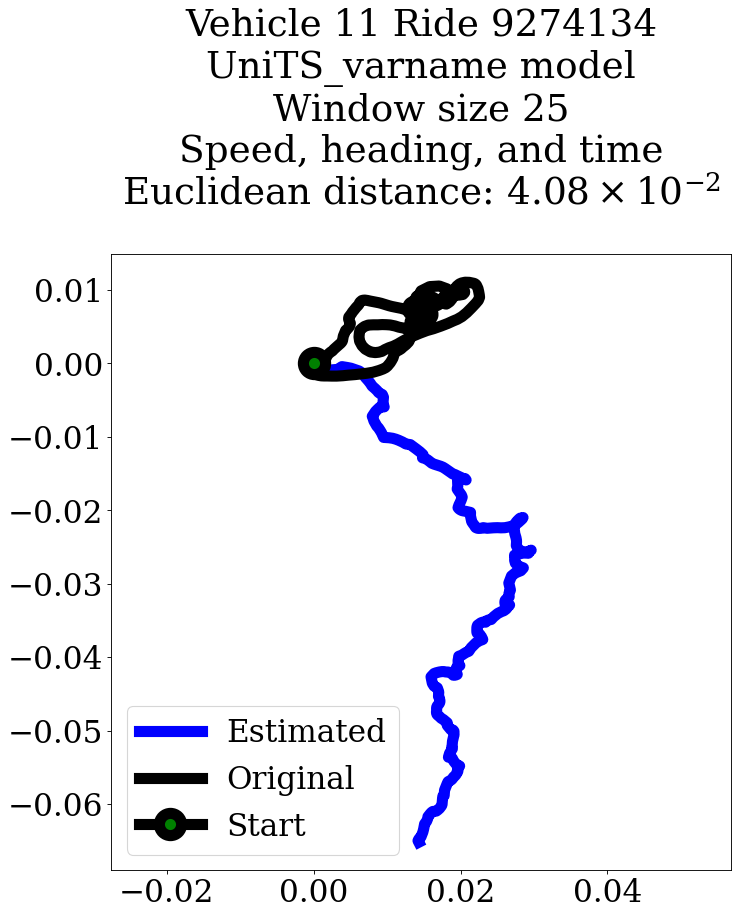 Vehicle 11 Ride 9274134
UniTS_varname model
Window size 25
Speed, heading, and time
Euclidean distance: 4.08 × 10⁻²
0.01
0.00
−0.01
−0.02
−0.03
−0.04
−0.05
−0.06
Estimated
Original
Start
−0.02 0.00 0.02 0.04